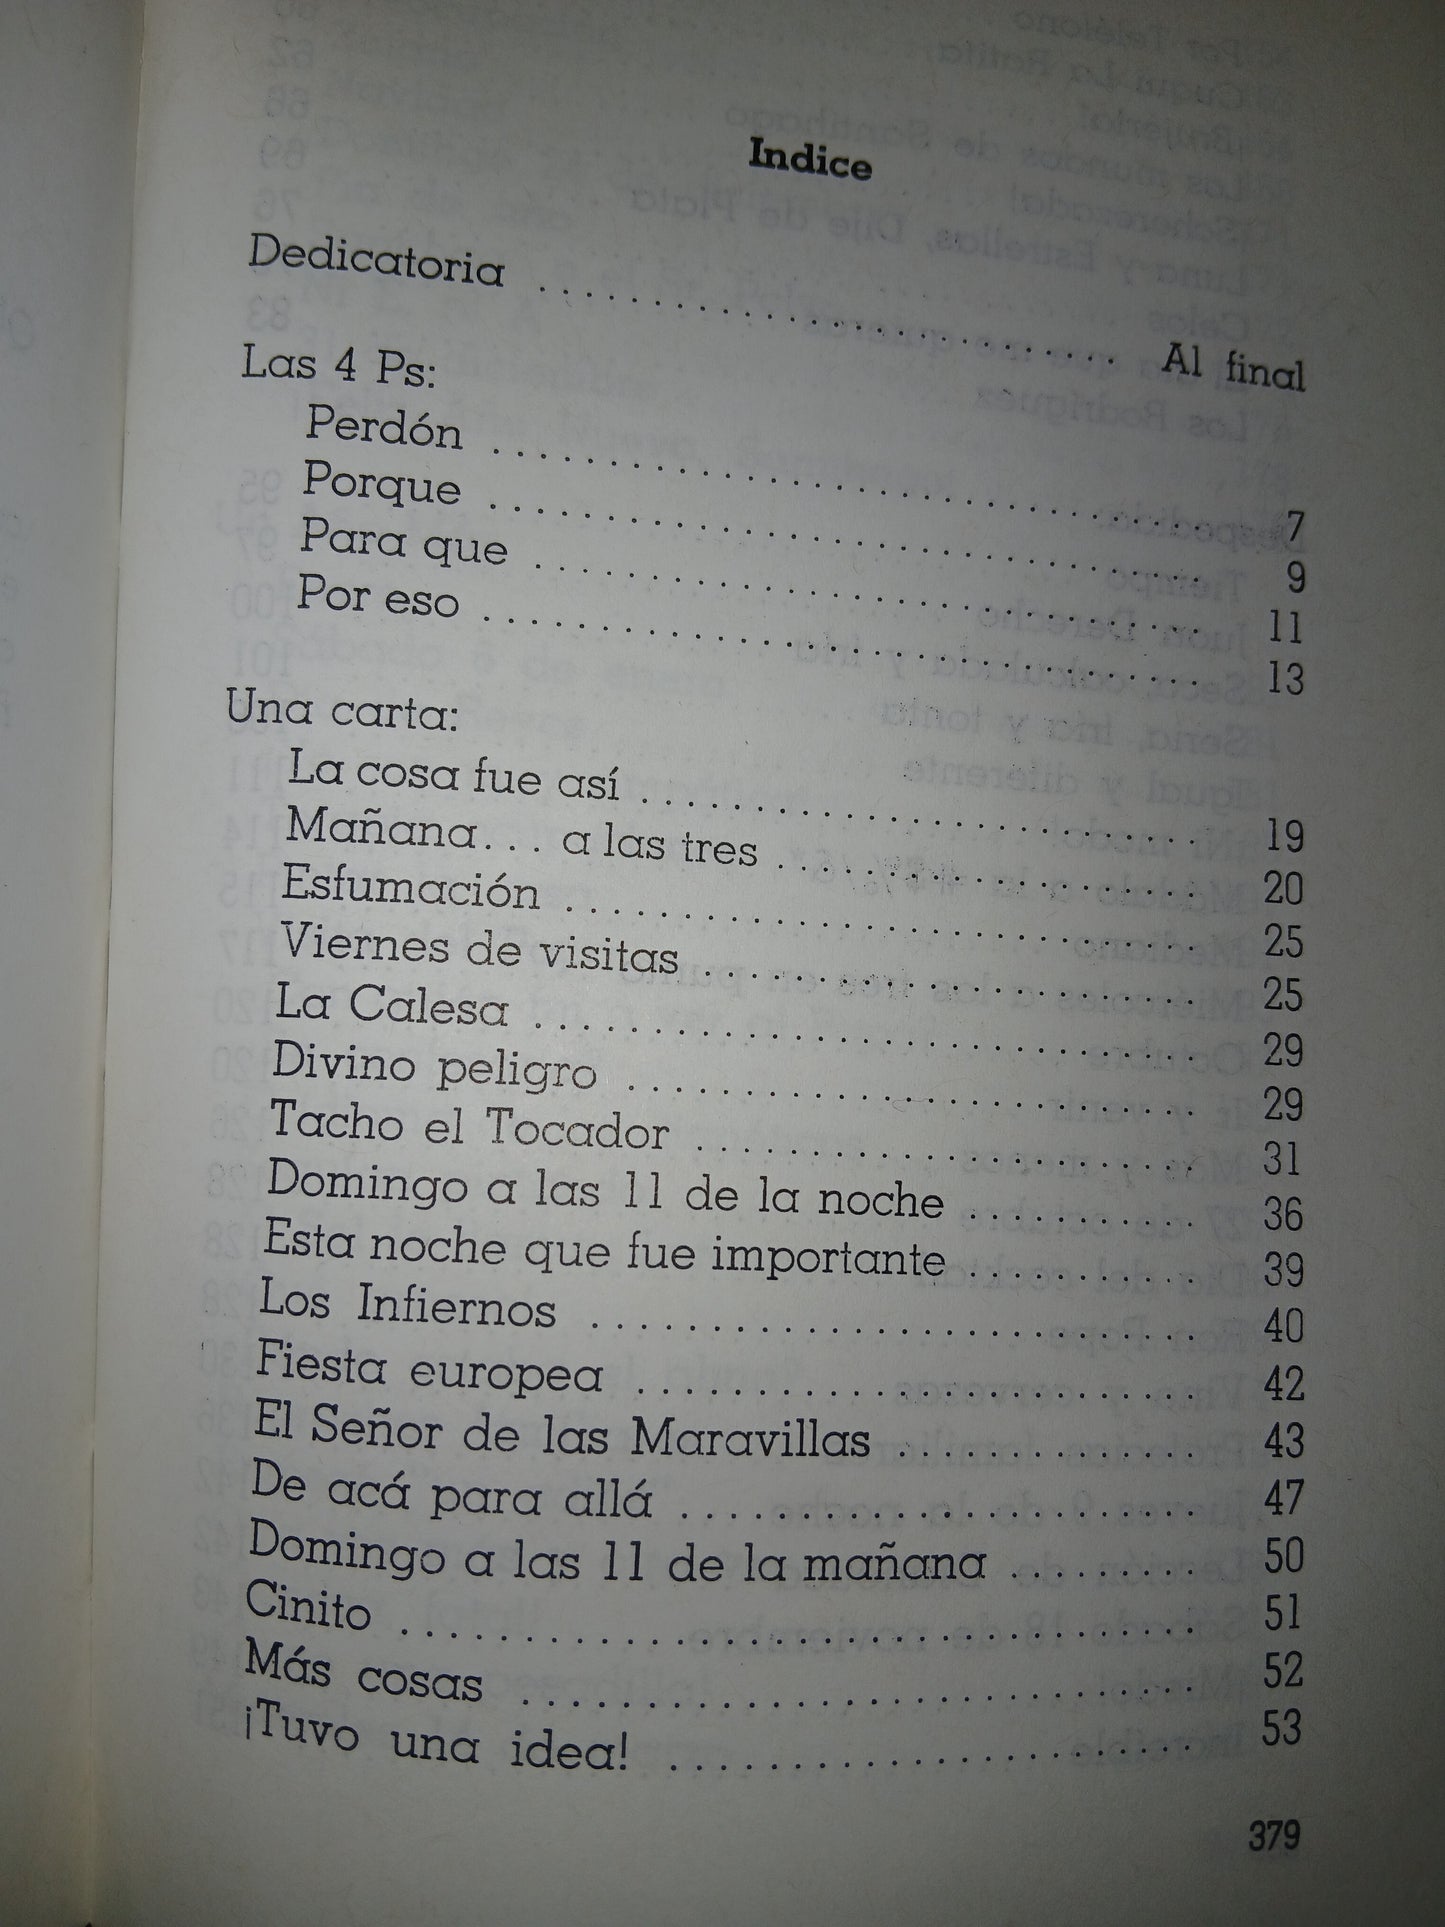 Indice
Dedicatoria . . . . . . . . . . . . . . . . . . . . Al final
Las 4 Ps:
Perdón . . . . . . . . . . . . . . . . . . . . 7
Porque . . . . . . . . . . . . . . . . . . . . 9
Para que . . . . . . . . . . . . . . . . . . . . 11
Por eso . . . . . . . . . . . . . . . . . . . . 13
Una carta:
La cosa fue así . . . . . . . . . . . . . . . . . . . . 19
Mañana. . . a las tres . . . . . . . . . . . . . . . 20
Esfumación . . . . . . . . . . . . . . . . . . . . 25
Viernes de visitas . . . . . . . . . . . . . . . . . 25
La Calesa . . . . . . . . . . . . . . . . . . . . 29
Divino peligro . . . . . . . . . . . . . . . . . . . . 29
Tacho el Tocador . . . . . . . . . . . . . . . . . 31
Domingo a las 11 de la noche . . . . . . . . . . 36
Esta noche que fue importante . . . . . . . . . . 39
Los Infiernos . . . . . . . . . . . . . . . . . . . . 40
Fiesta europea . . . . . . . . . . . . . . . . . . . . 42
El Señor de las Maravillas . . . . . . . . . . . . . 43
De acá para allá . . . . . . . . . . . . . . . . . . 47
Domingo a las 11 de la mañana . . . . . . . . . 50
Cinito . . . . . . . . . . . . . . . . . . . . 51
Más cosas . . . . . . . . . . . . . . . . . . . . 52
¡Tuvo una idea! . . . . . . . . . . . . . . . . . . 53
379